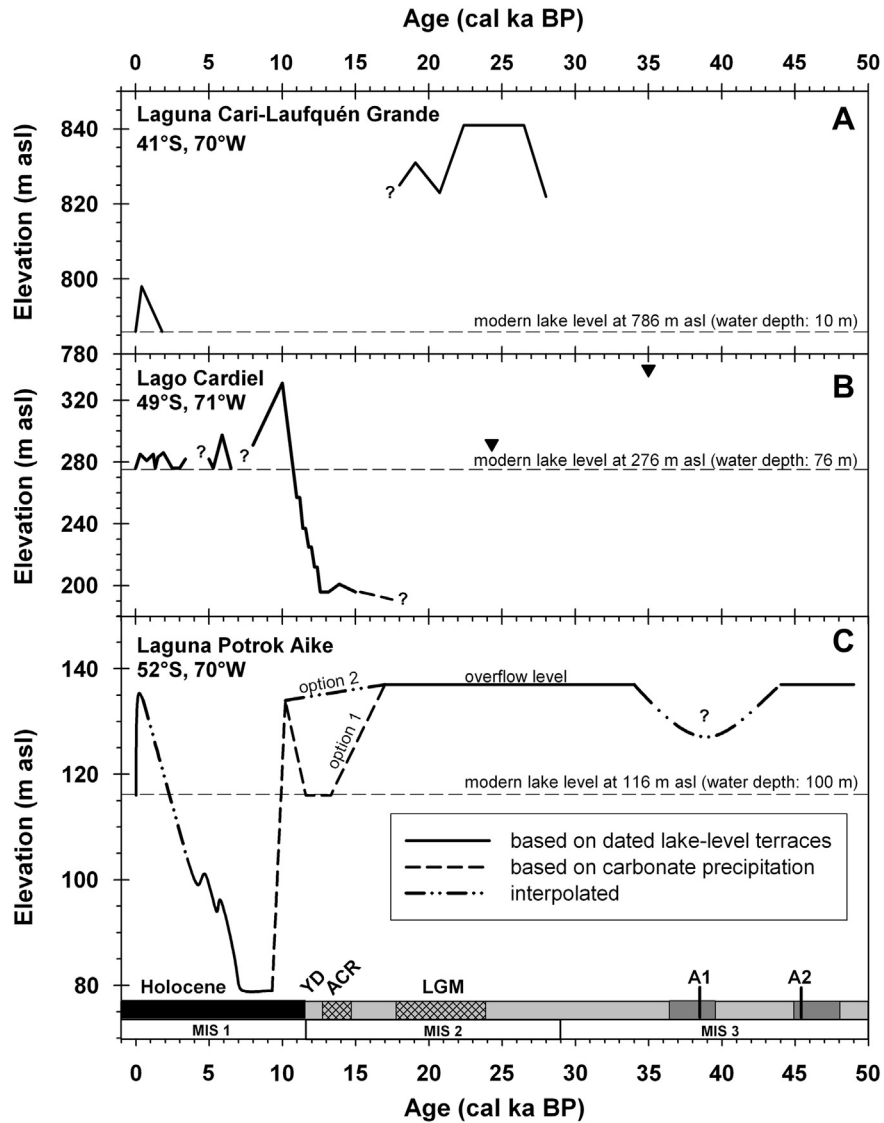 Age (cal ka BP)
0 5 10 15 20 25 30 35 40 45 50
Laguna Cari-Laufquén Grande
41°S, 70°W
A
Elevation (m asl)
840
820
800
780
?
modern lake level at 786 m asl (water depth: 10 m)
Lago Cardiel
49°S, 71°W
B
Elevation (m asl)
320
280
240
200
? ?
modern lake level at 276 m asl (water depth: 76 m)
?
Laguna Potrok Aike
52°S, 70°W
C
Elevation (m asl)
140
120
100
80
option 2
option 1
overflow level
?
modern lake level at 116 m asl (water depth: 100 m)
based on dated lake-level terraces
based on carbonate precipitation
interpolated
Holocene YD ACR LGM A1 A2
MIS 1 MIS 2 MIS 3
0 5 10 15 20 25 30 35 40 45 50
Age (cal ka BP)